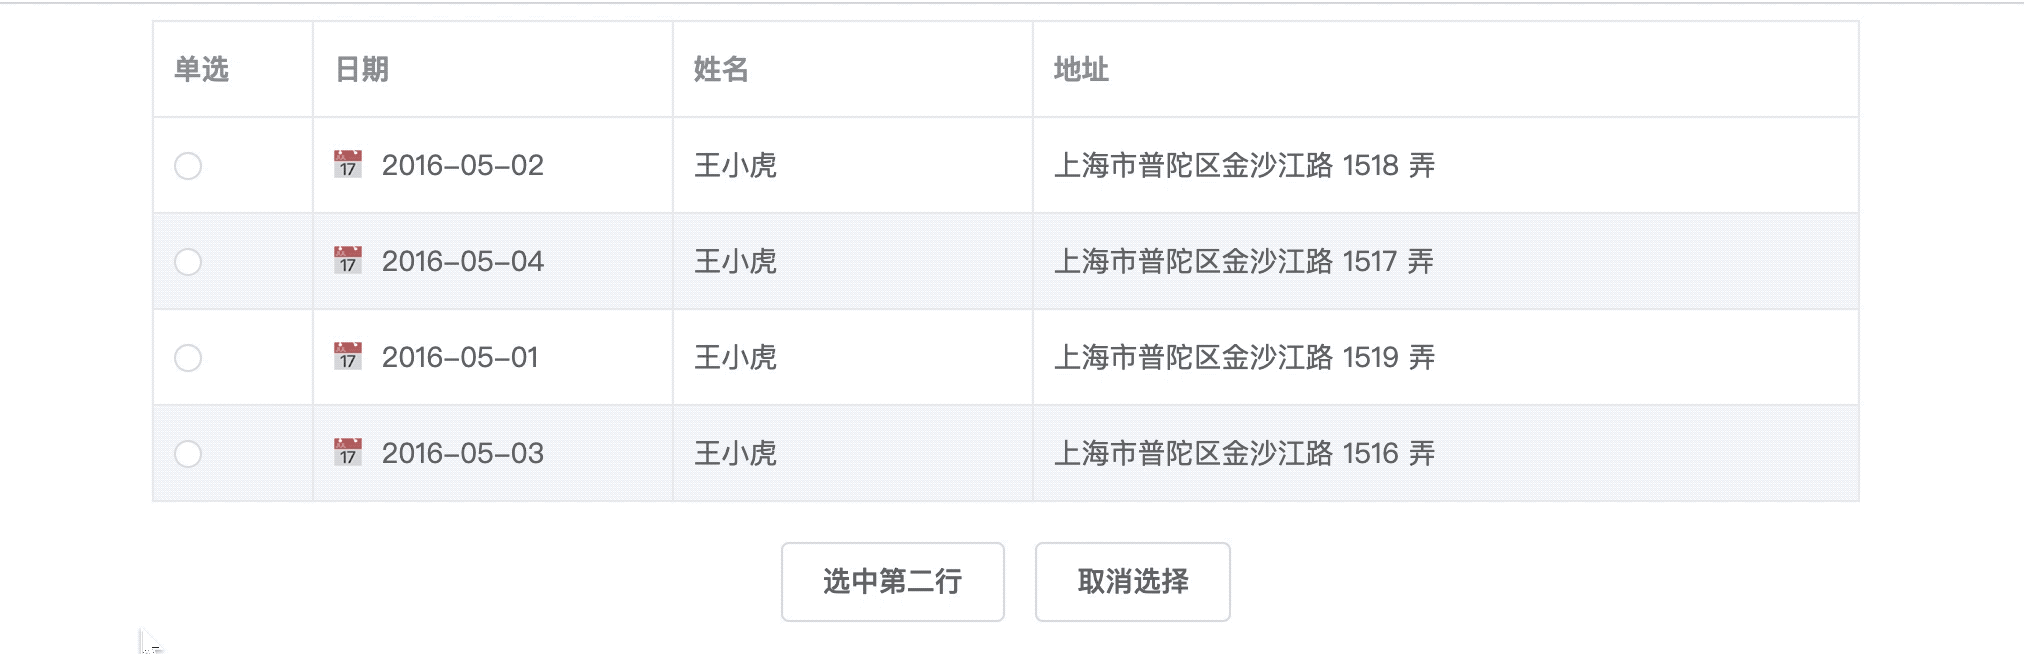 单选 日期 姓名 地址
17 2016-05-02 王小虎 上海市普陀区金沙江路 1518 弄
17 2016-05-04 王小虎 上海市普陀区金沙江路 1517 弄
17 2016-05-01 王小虎 上海市普陀区金沙江路 1519 弄
17 2016-05-03 王小虎 上海市普陀区金沙江路 1516 弄
选中第二行 取消选择